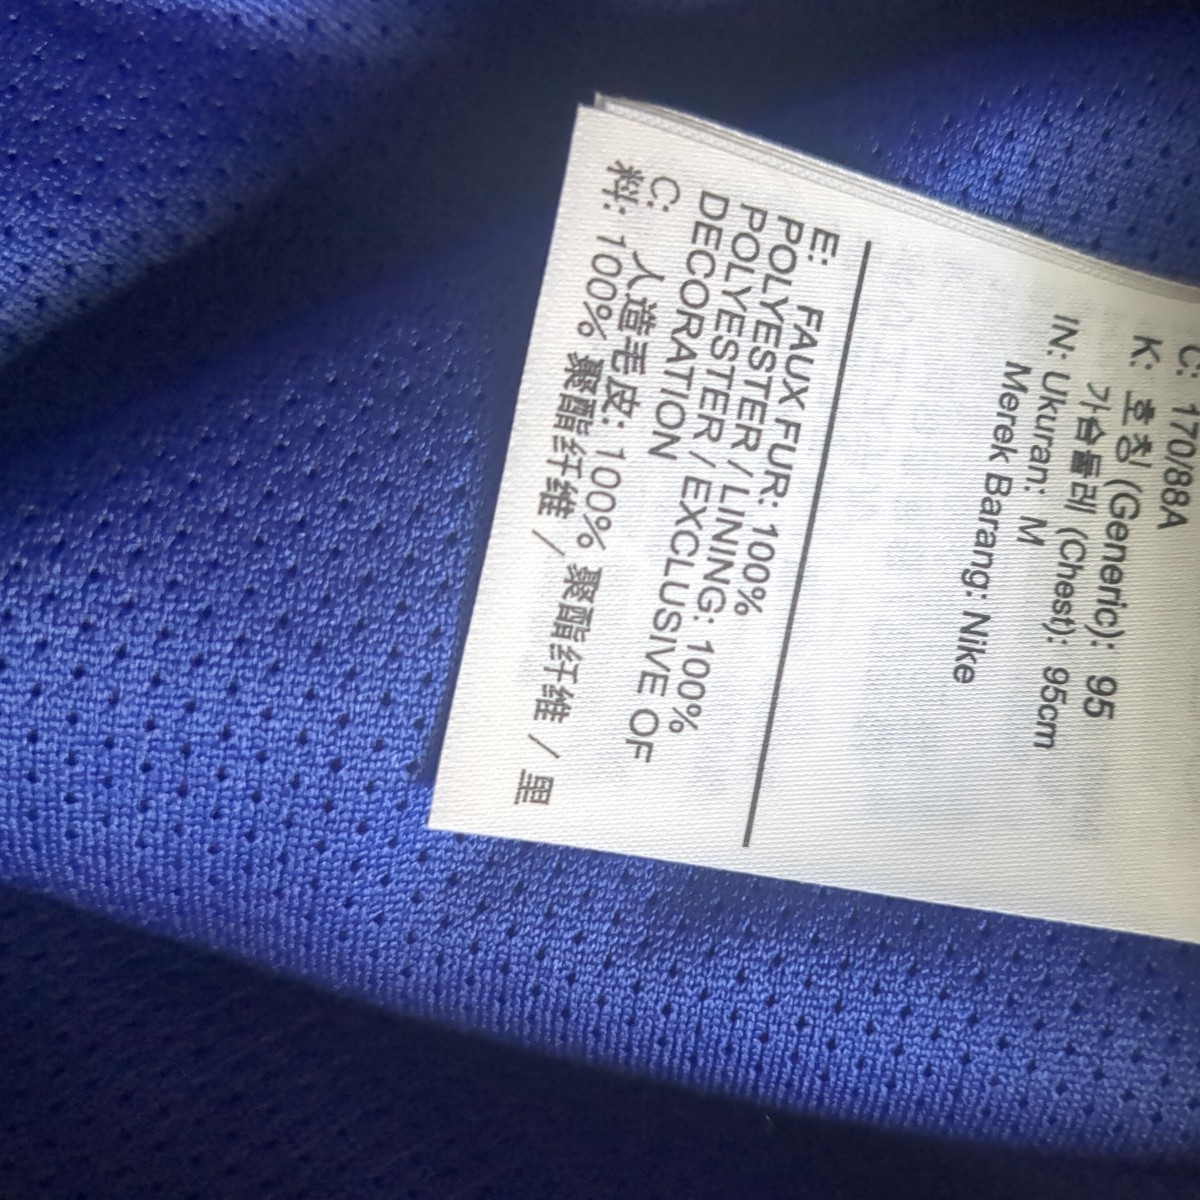 C: 170/88A
K: 호칭 (Generic): 95
가슴둘레 (Chest): 95cm
IN: Ukuran: M
Merek Barang: Nike
E: FAUX FUR: 100%
POLYESTER / LINING: 100%
POLYESTER / EXCLUSIVE OF
DECORATION
C: 人造毛皮: 100% 聚酯纤维 / 里
料: 100% 聚酯纤维 /